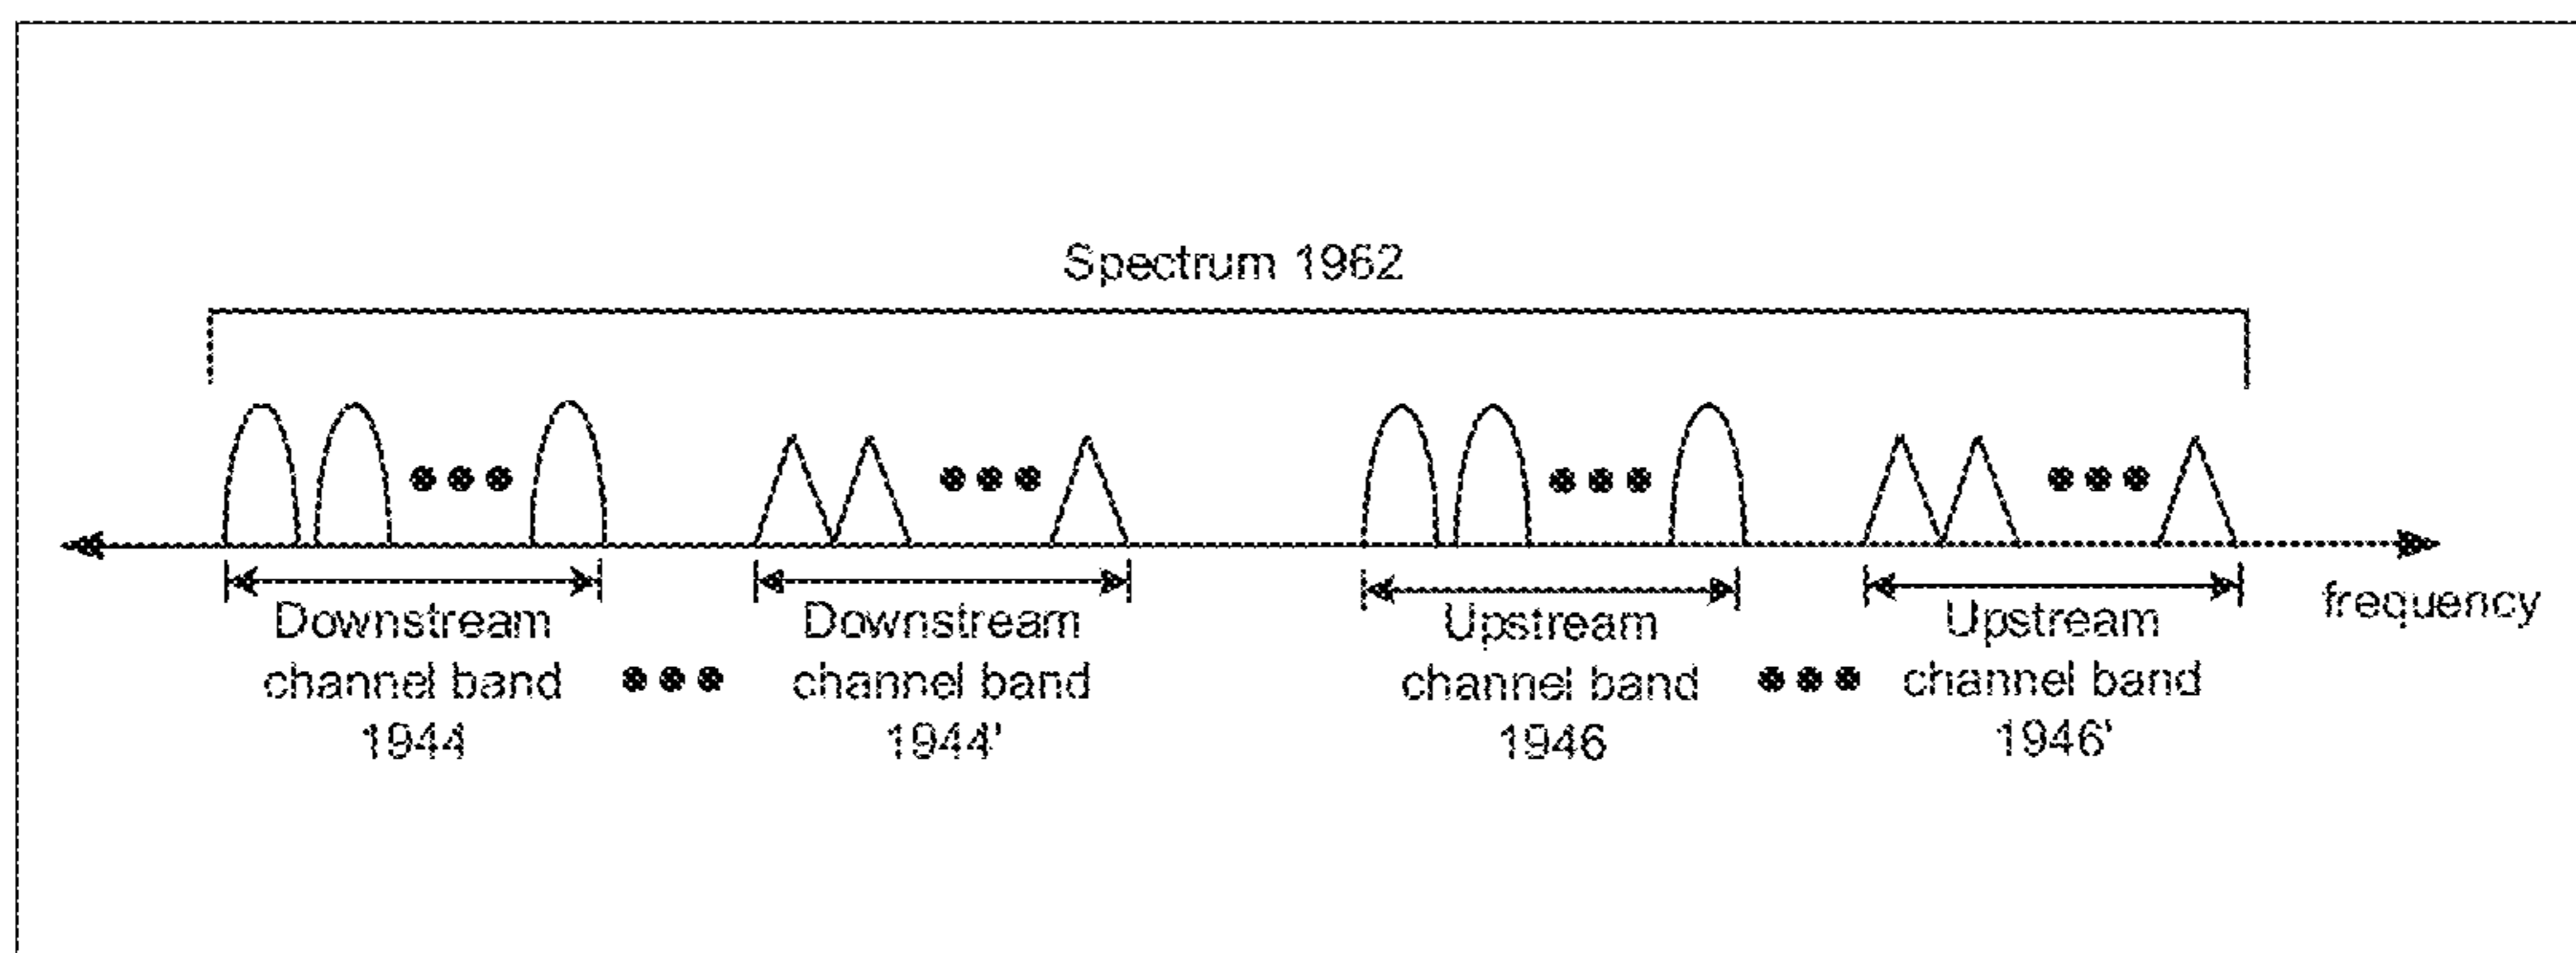 Spectrum 1962
frequency
Downstream
channel band
1944
Downstream
channel band
1944'
Upstream
channel band
1946
Upstream
channel band
1946'